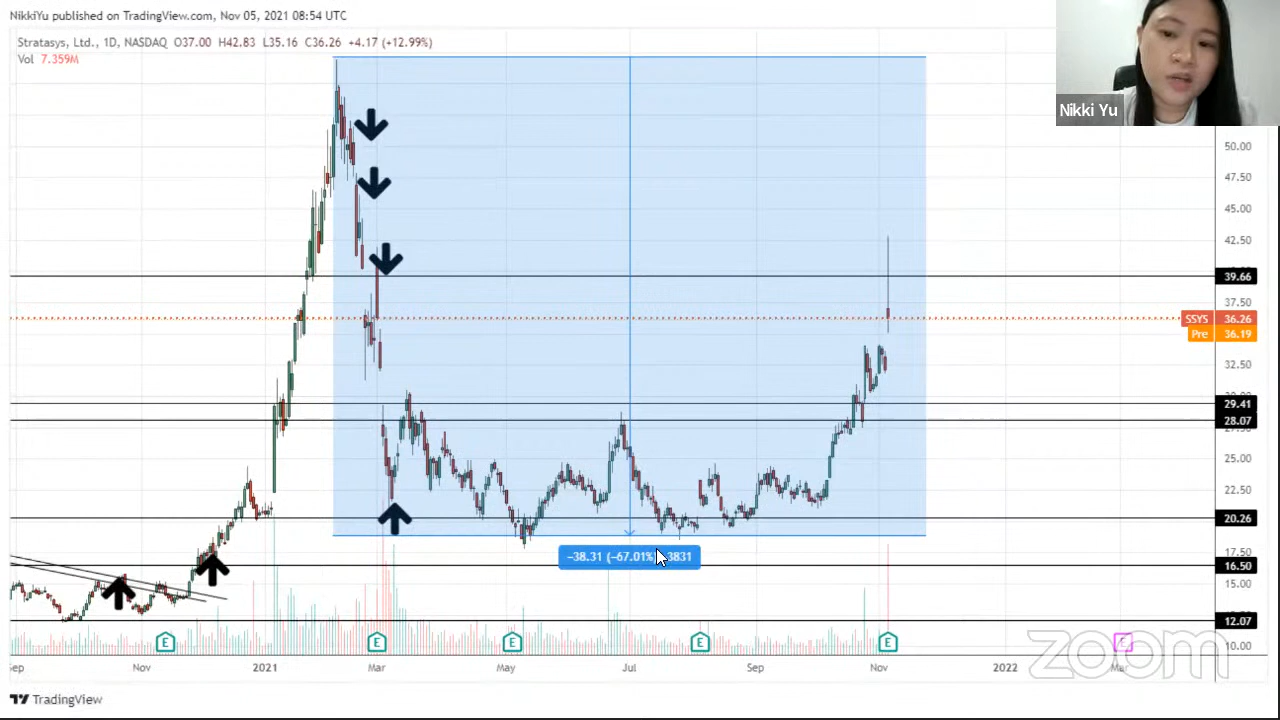 NikkiYu published on TradingView.com, Nov 05, 2021 08:54 UTC
Stratasys, Ltd., 1D, NASDAQ O37.00 H42.83 L35.16 C36.26 +4.17 (+12.99%)
Vol 7.359M
Nikki Yu
50.00
47.50
45.00
42.50
39.66
37.50
SSYS 36.26
Pre 36.19
32.50
29.41
28.07
25.00
22.50
20.26
17.50
−38.31 (−67.01%) 3831
16.50
15.00
12.07
10.00
E E E E E E
zoom
Nov 2021 Mar May Jul Sep Nov 2022 Mar
TradingView